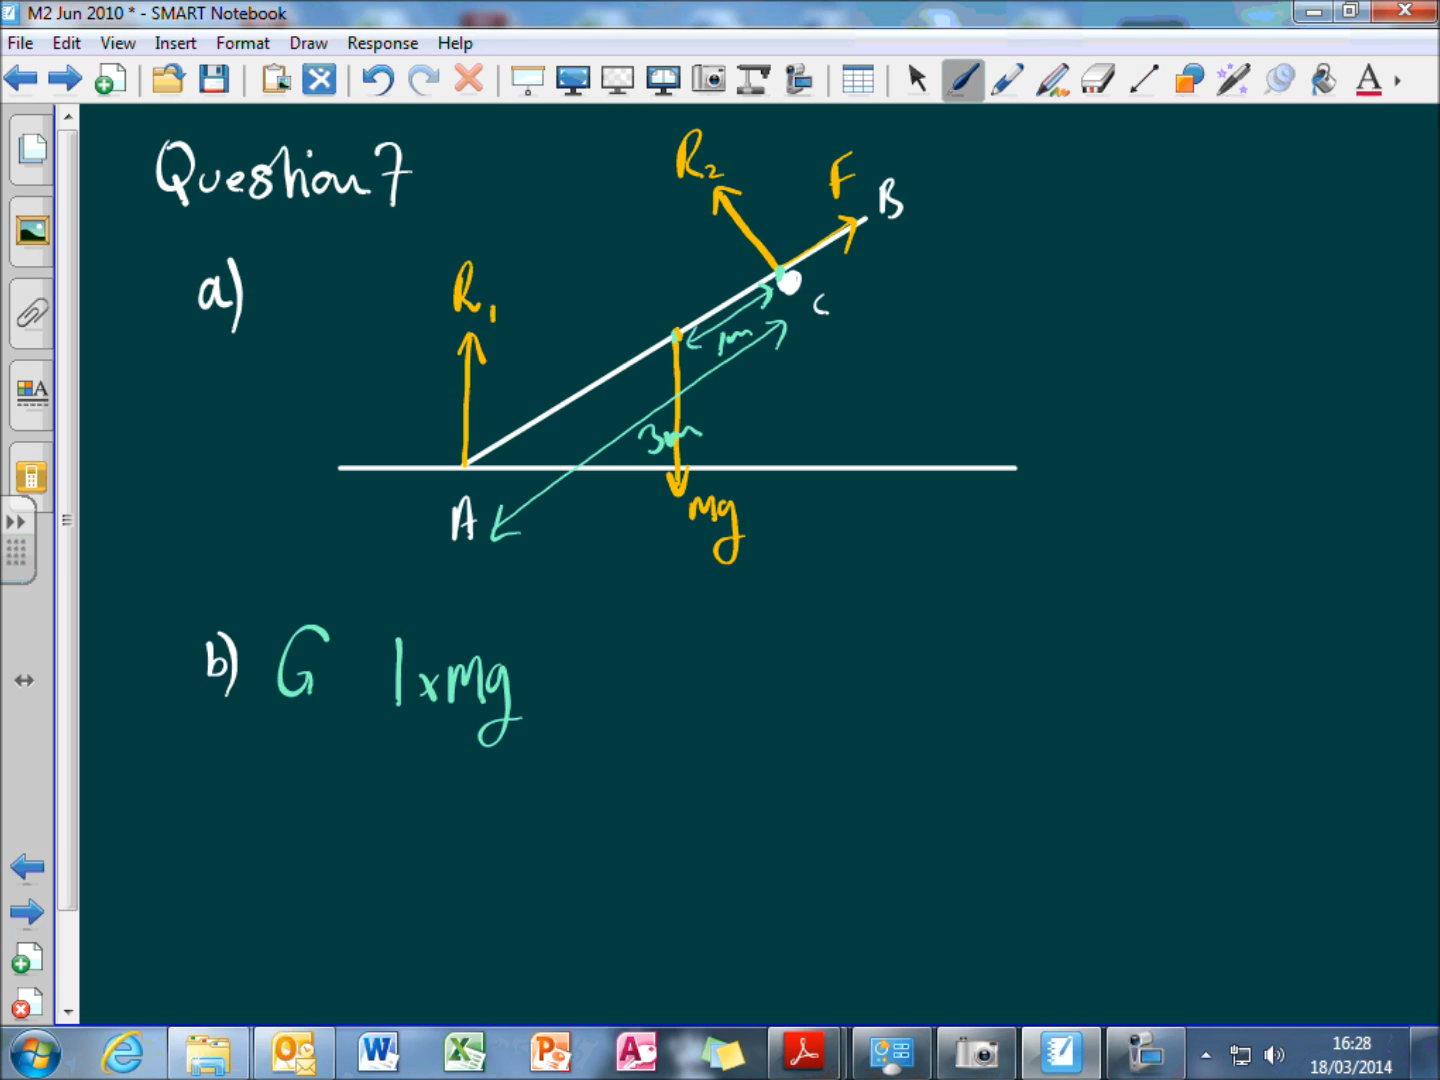 M2 Jun 2010 * - SMART Notebook
File Edit View Insert Format Draw Response Help
Question 7
R2
F
B
a)
R1
C
1m
3m
A
Mg
b) G 1xMg
16:28
18/03/2014